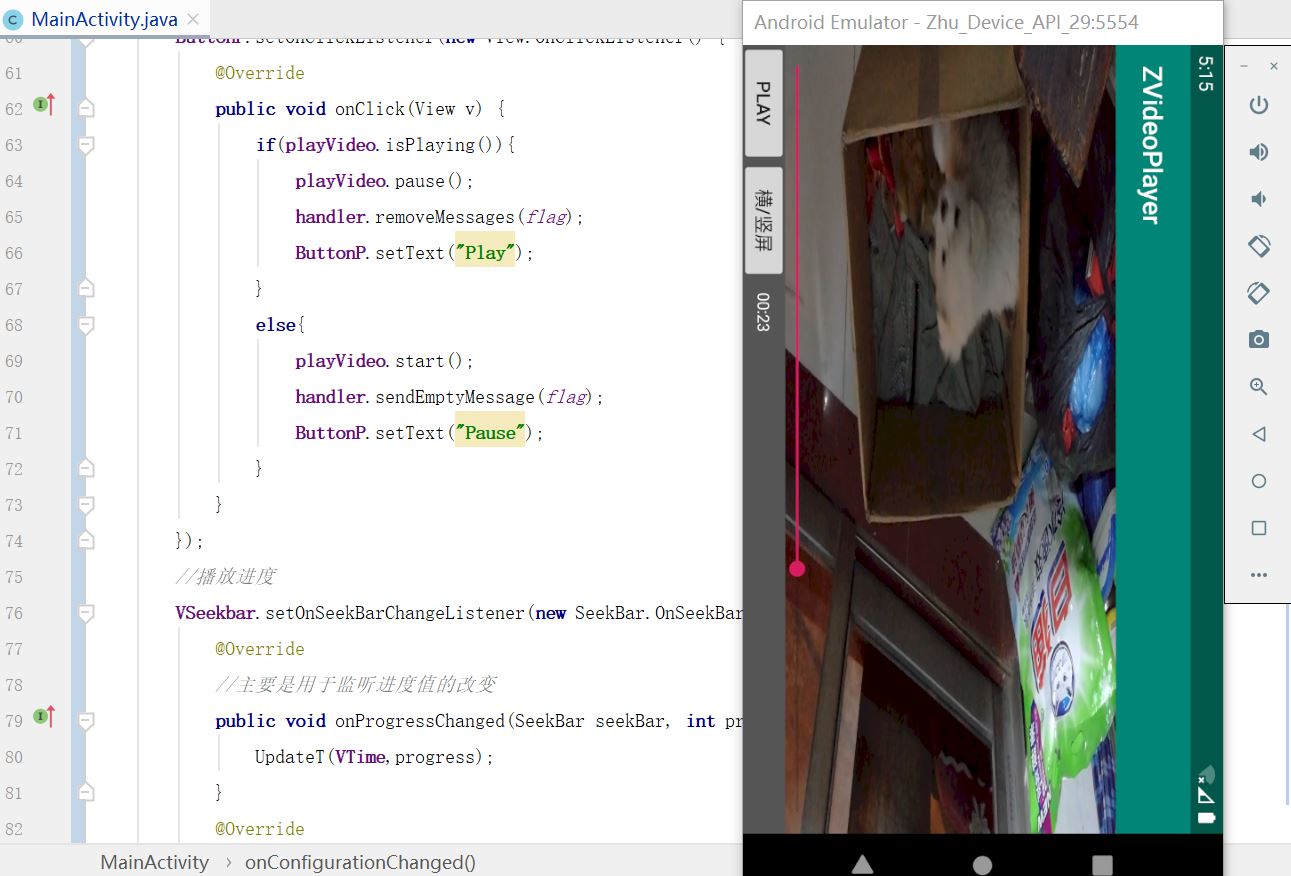 MainActivity.java
ButtonP.setOnClickListener(new View.OnClickListener() {
61 @Override
62 public void onClick(View v) {
63 if(playVideo.isPlaying()){
64 playVideo.pause();
65 handler.removeMessages(flag);
66 ButtonP.setText("Play");
67 }
68 else{
69 playVideo.start();
70 handler.sendEmptyMessage(flag);
71 ButtonP.setText("Pause");
72 }
73 }
74 });
75 //播放进度
76 VSeekbar.setOnSeekBarChangeListener(new SeekBar.OnSeekBar
77 @Override
78 //主要是用于监听进度值的改变
79 public void onProgressChanged(SeekBar seekBar, int pr
80 UpdateT(VTime,progress);
81 }
82 @Override
MainActivity › onConfigurationChanged()
Android Emulator - Zhu_Device_API_29:5554
5:15
ZVideoPlayer
PLAY
横/竖屏
00:23